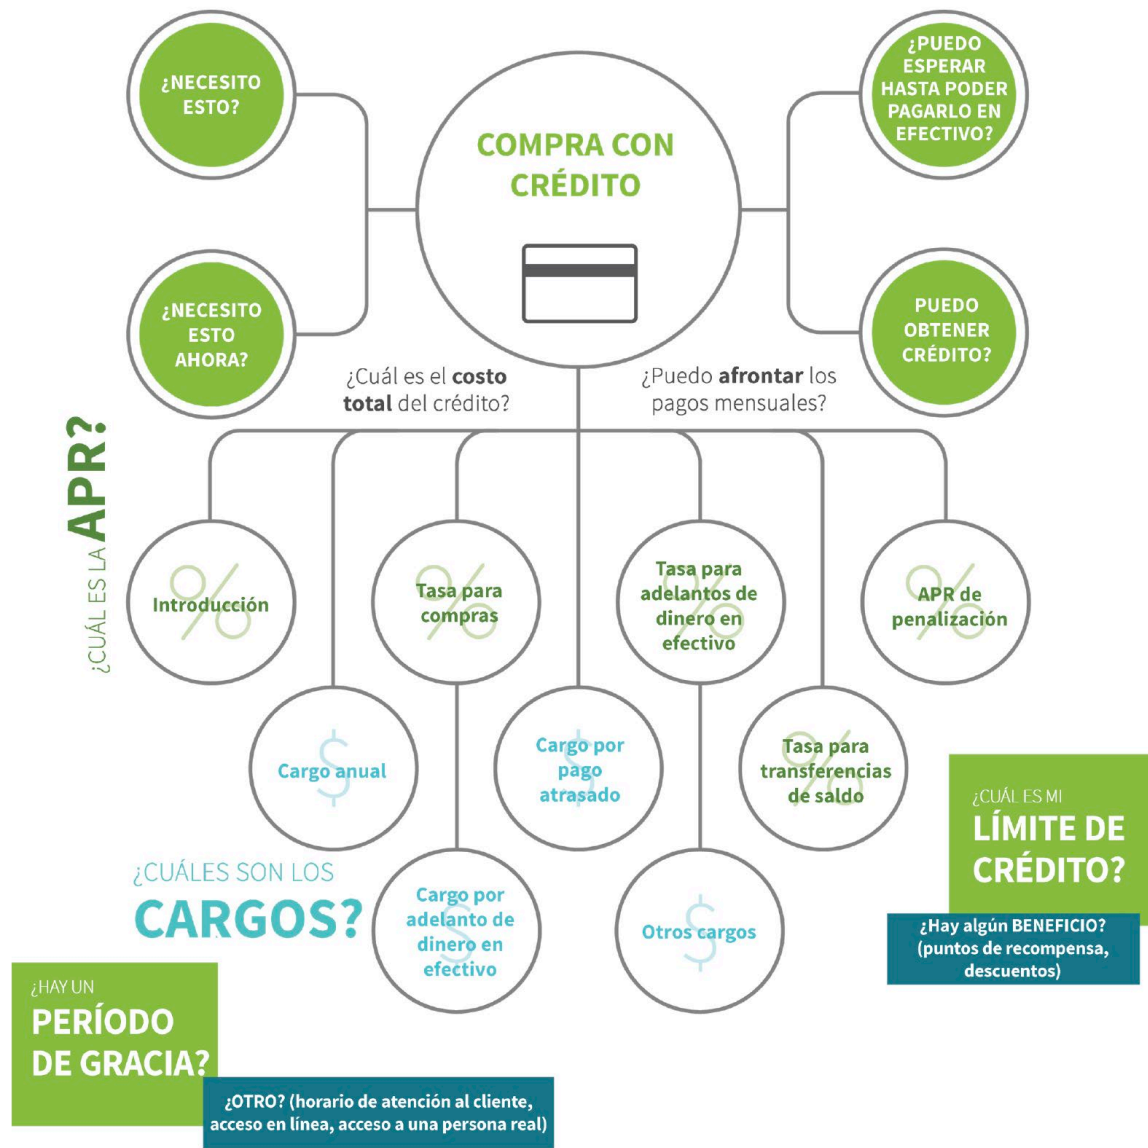 ¿NECESITO
ESTO?
COMPRA CON
CRÉDITO
¿PUEDO
ESPERAR
HASTA PODER
PAGARLO EN
EFECTIVO?
¿NECESITO
ESTO
AHORA?
PUEDO
OBTENER
CRÉDITO?
¿Cuál es el costo
total del crédito?
¿Puedo afrontar los
pagos mensuales?
¿CUÁL ES LA APR?
Introducción
Tasa para
compras
Tasa para
adelantos de
dinero en
efectivo
APR de
penalización
Cargo anual
Cargo por
pago
atrasado
Tasa para
transferencias
de saldo
¿CUÁLES SON LOS
CARGOS?
Cargo por
adelanto de
dinero en
efectivo
Otros cargos
¿CUÁL ES MI
LÍMITE DE
CRÉDITO?
¿Hay algún BENEFICIO?
(puntos de recompensa,
descuentos)
¿HAY UN
PERÍODO
DE GRACIA?
¿OTRO? (horario de atención al cliente,
acceso en línea, acceso a una persona real)